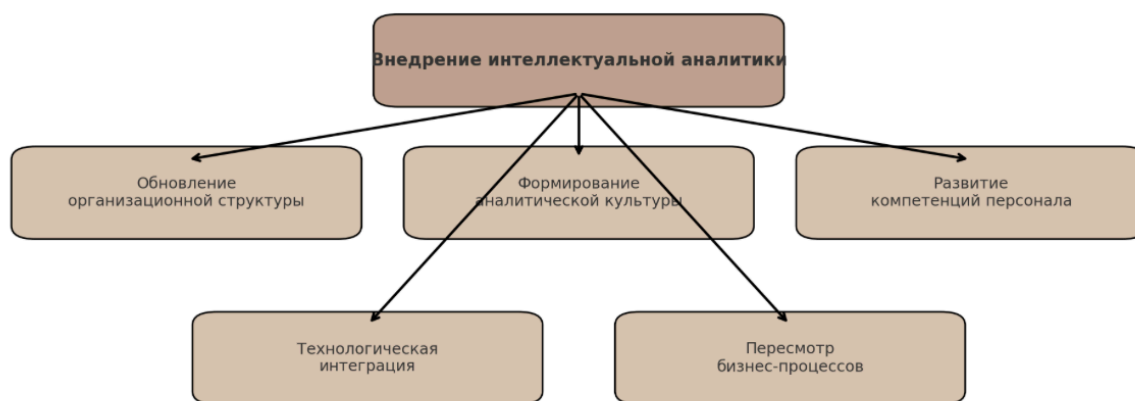 Внедрение интеллектуальной аналитики
Обновление
организационной структуры
Формирование
аналитической культуры
Развитие
компетенций персонала
Технологическая
интеграция
Пересмотр
бизнес-процессов